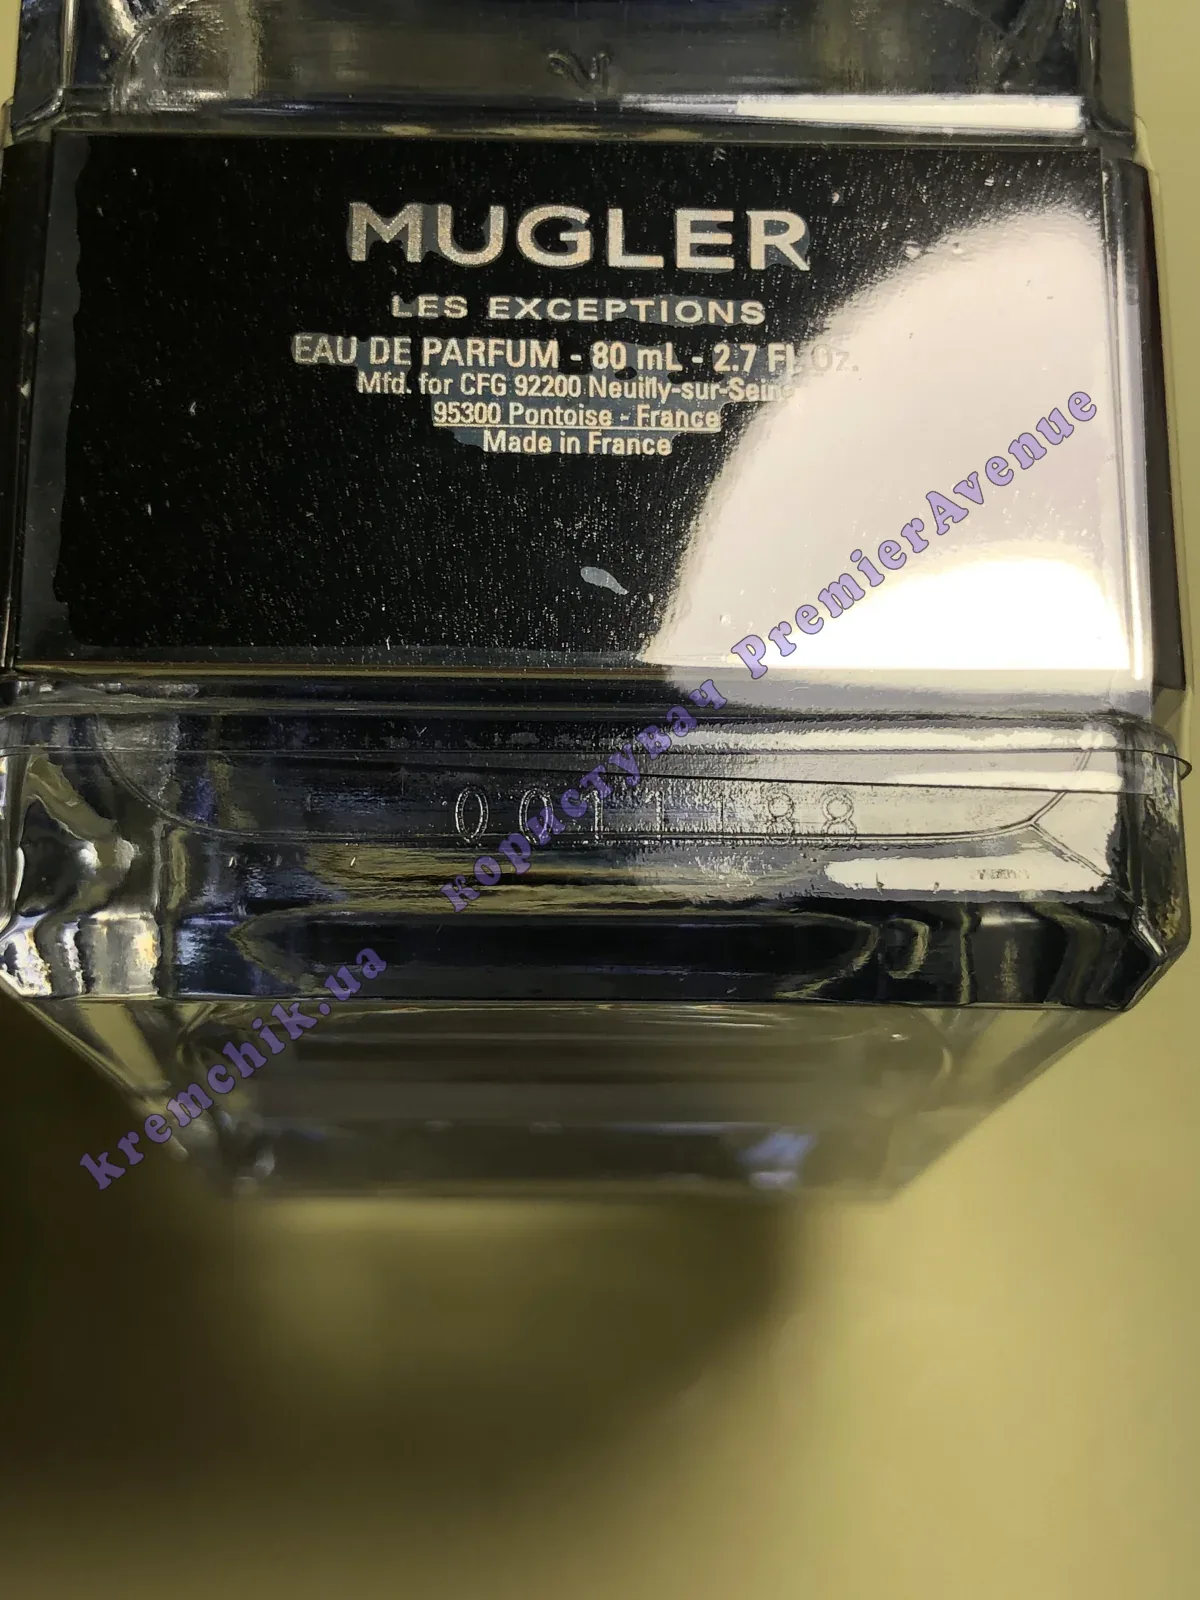 MUGLER
LES EXCEPTIONS
EAU DE PARFUM - 80 mL - 2.7 Fl. Oz.
Mfd. for CFG 92200 Neuilly-sur-Seine
95300 Pontoise - France
Made in France
kremchik.ua користувач PremierAvenue